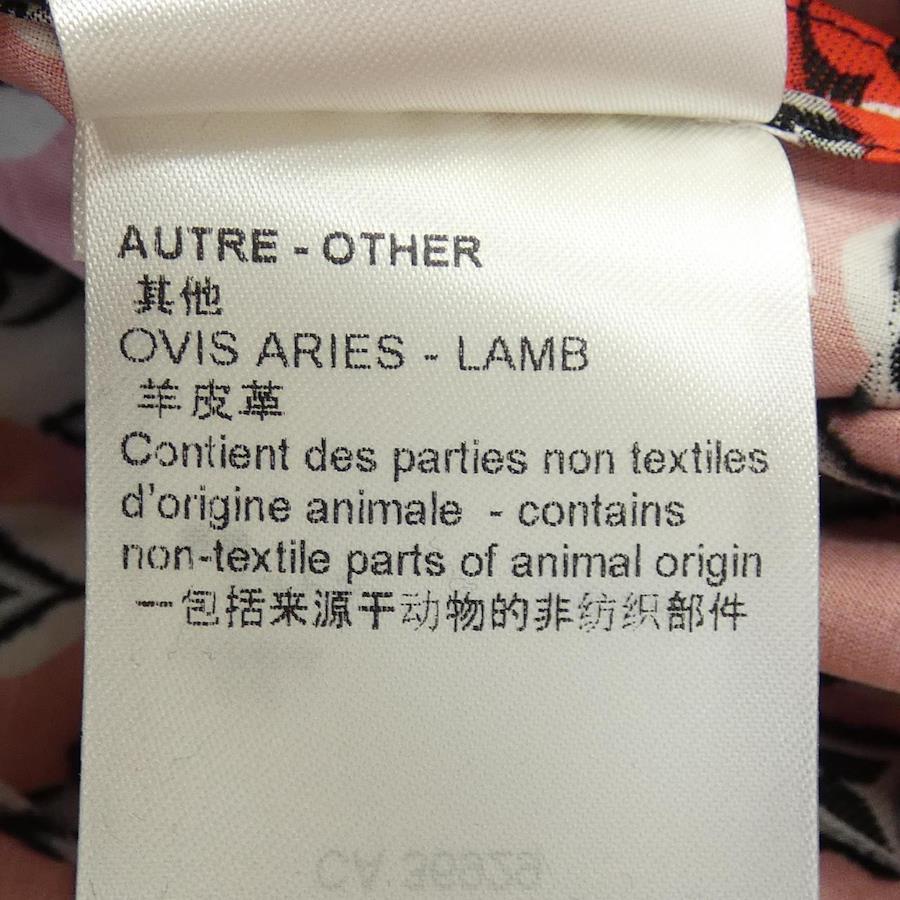 AUTRE - OTHER
其他
OVIS ARIES - LAMB
羊皮革
Contient des parties non textiles
d'origine animale - contains
non-textile parts of animal origin
一包括来源于动物的非纺织部件
CA 36929